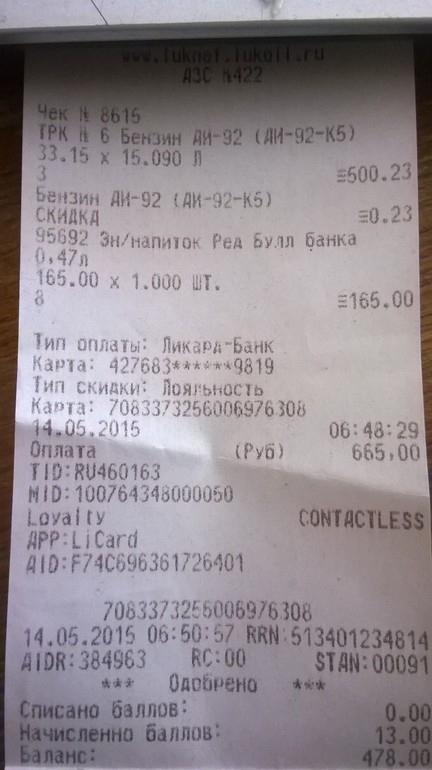 www.luknet.lukoil.ru
АЗС №422
Чек № 8615
ТРК № 6 Бензин АИ-92 (АИ-92-К5)
33.15 x 15.090 Л
3 ≡500.23
Бензин АИ-92 (АИ-92-К5)
СКИДКА ≡0.23
95692 Эн/напиток Ред Булл банка
0,47л
165.00 x 1.000 ШТ.
8 ≡165.00
Тип оплаты: Ликард-Банк
Карта: 427683******9819
Тип скидки: Лояльность
Карта: 7083373256006976308
14.05.2015 06:48:29
Оплата (Руб) 665,00
TID:RU460163
MID:100764348000050
Loyalty CONTACTLESS
APP:LiCard
AID:F74C696361726401
7083373256006976308
14.05.2015 06:50:57 RRN:513401234814
AIDR:384963 RC:00 STAN:00091
*** Одобрено ***
Списано баллов: 0.00
Начисленно баллов: 13.00
Баланс: 478.00